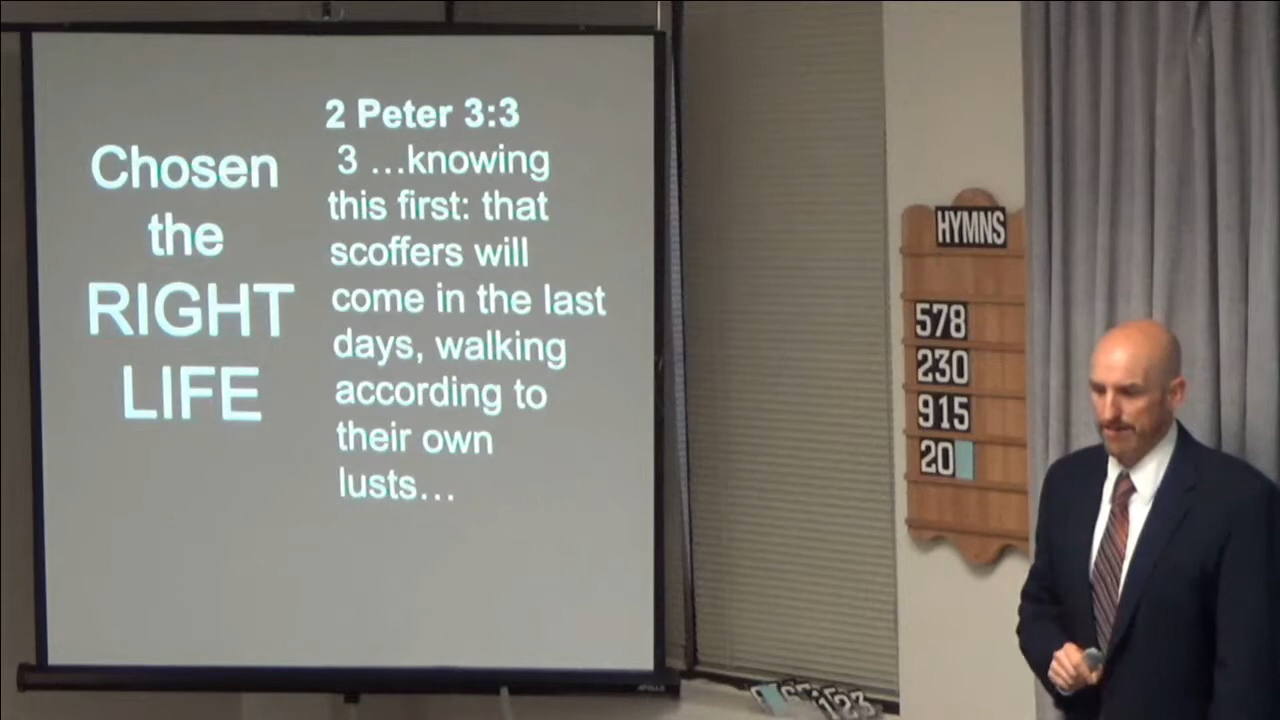 Chosen
the
RIGHT
LIFE
2 Peter 3:3
3 …knowing
this first: that
scoffers will
come in the last
days, walking
according to
their own
lusts…
HYMNS
578
230
915
20
APOLLO